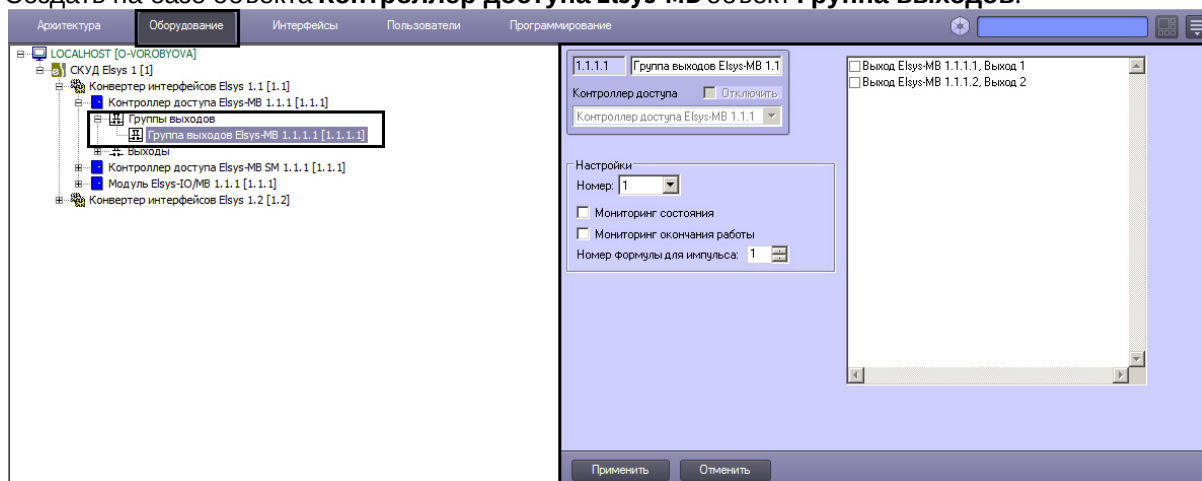 Создать на базе объекта Контроллер доступа Elsys-MB объект Группа выходов.
Архитектура Оборудование Интерфейсы Пользователи Программирование
LOCALHOST [O-VOROBYOVA]
СКУД Elsys 1 [1]
Конвертер интерфейсов Elsys 1.1 [1.1]
Контроллер доступа Elsys-MB 1.1.1 [1.1.1]
Группы выходов
Группа выходов Elsys-MB 1.1.1.1 [1.1.1.1]
Выходы
Контроллер доступа Elsys-MB SM 1.1.1 [1.1.1]
Модуль Elsys-IO/MB 1.1.1 [1.1.1]
Конвертер интерфейсов Elsys 1.2 [1.2]
1.1.1.1 Группа выходов Elsys-MB 1.1
Контроллер доступа Отключить
Контроллер доступа Elsys-MB 1.1.1
Настройки
Номер: 1
Мониторинг состояния
Мониторинг окончания работы
Номер формулы для импульса: 1
Выход Elsys-MB 1.1.1.1, Выход 1
Выход Elsys-MB 1.1.1.2, Выход 2
Применить Отменить